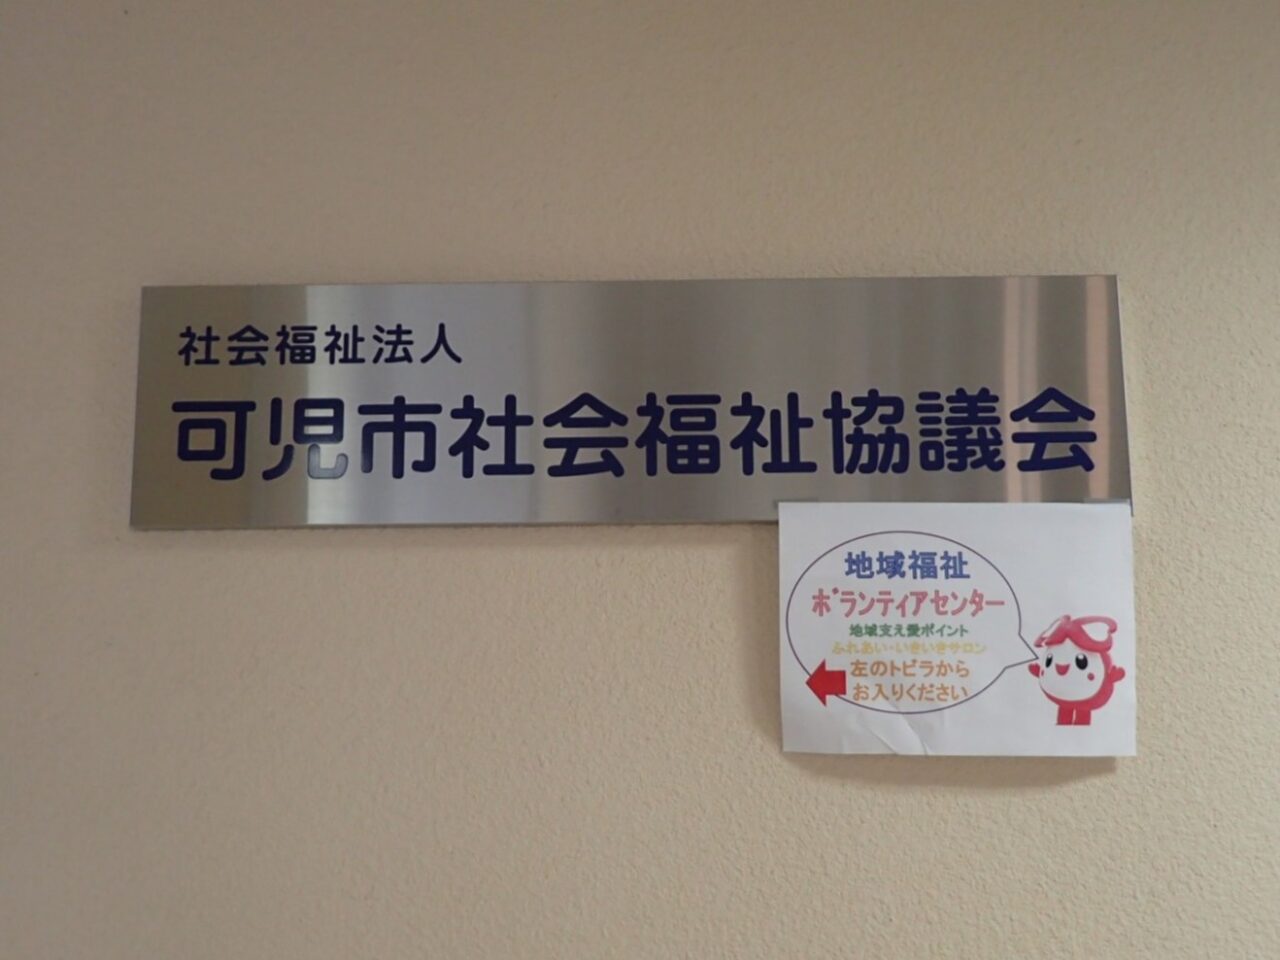 社会福祉法人
可児市社会福祉協議会
地域福祉
ボランティアセンター
地域支え愛ポイント
ふれあい・いきいきサロン
左のトビラから
お入りください